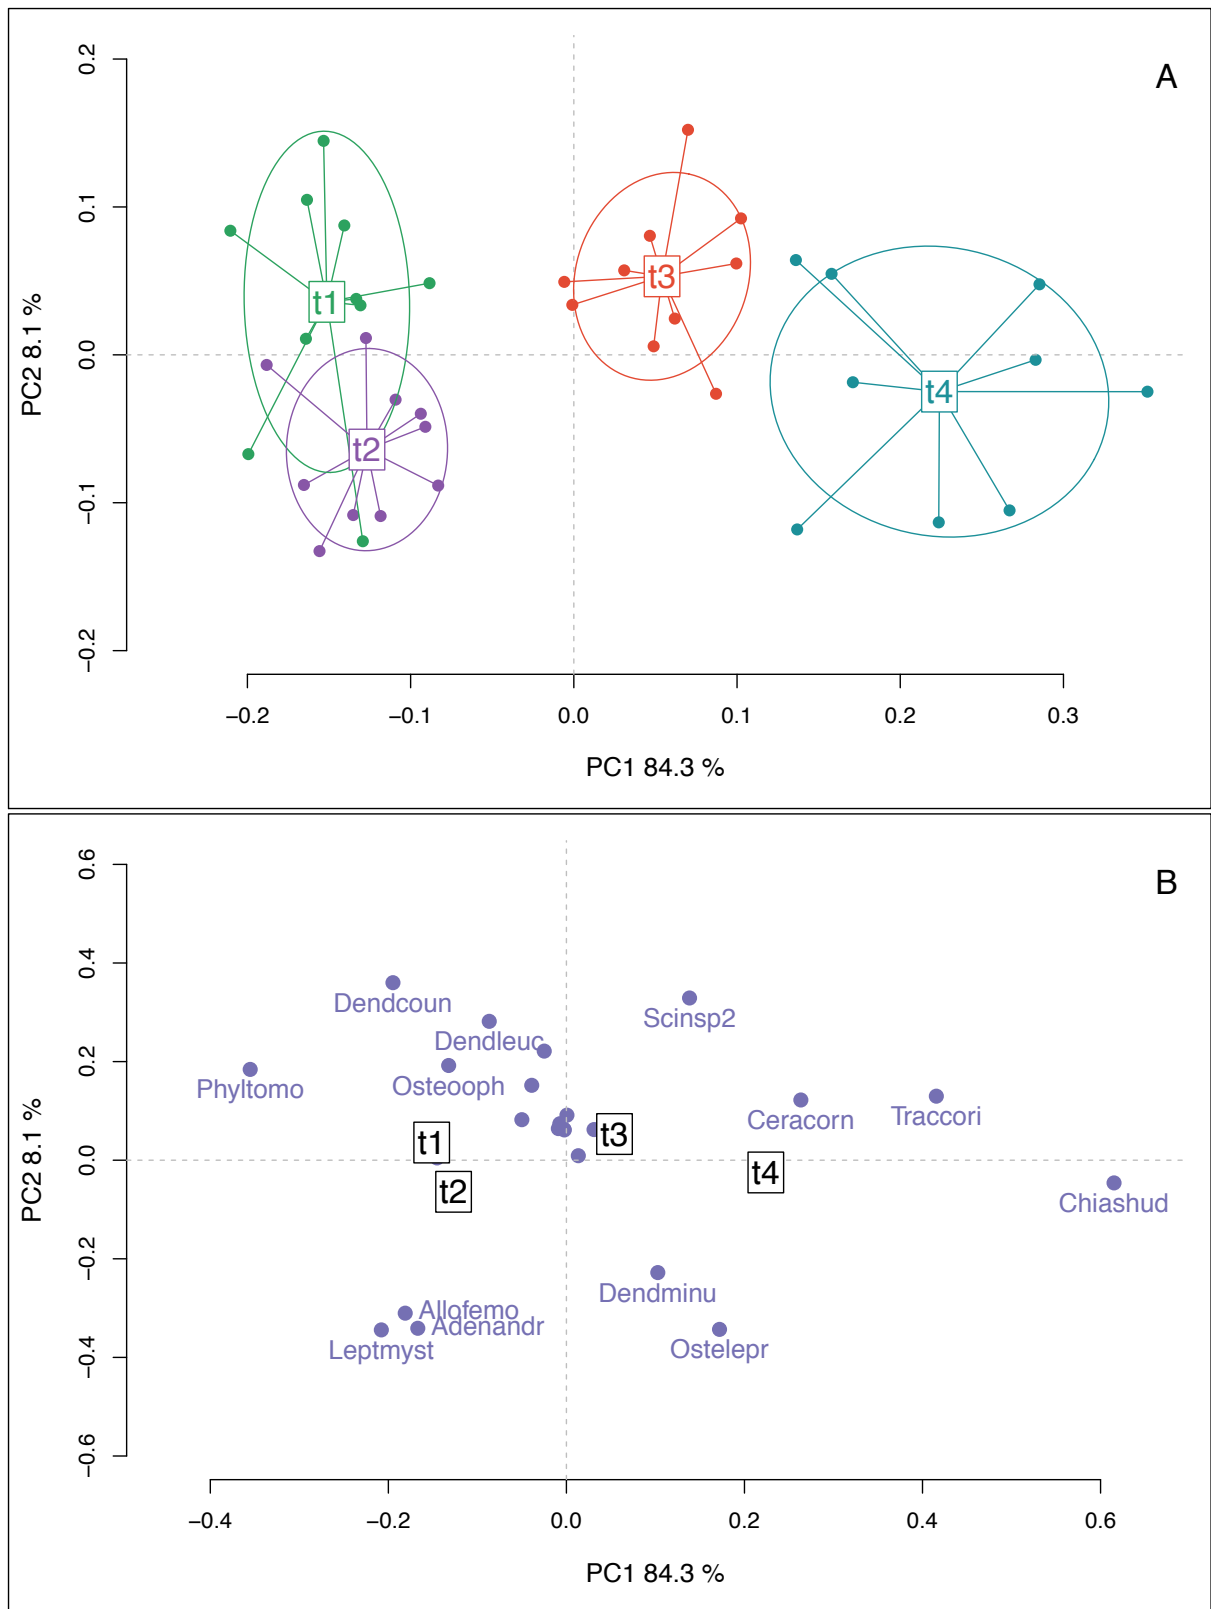 A
0.2
0.1
0.0
−0.1
−0.2
PC2 8.1 %
t1
t2
t3
t4
−0.2 −0.1 0.0 0.1 0.2 0.3
PC1 84.3 %
B
0.6
0.4
0.2
0.0
−0.2
−0.4
−0.6
PC2 8.1 %
Dendcoun
Scinsp2
Dendleuc
Phyltomo
Osteooph
Ceracorn
Traccori
t1
t3
t2
t4
Chiashud
Dendminu
Allofemo
Adenandr
Leptmyst
Ostelepr
−0.4 −0.2 0.0 0.2 0.4 0.6
PC1 84.3 %